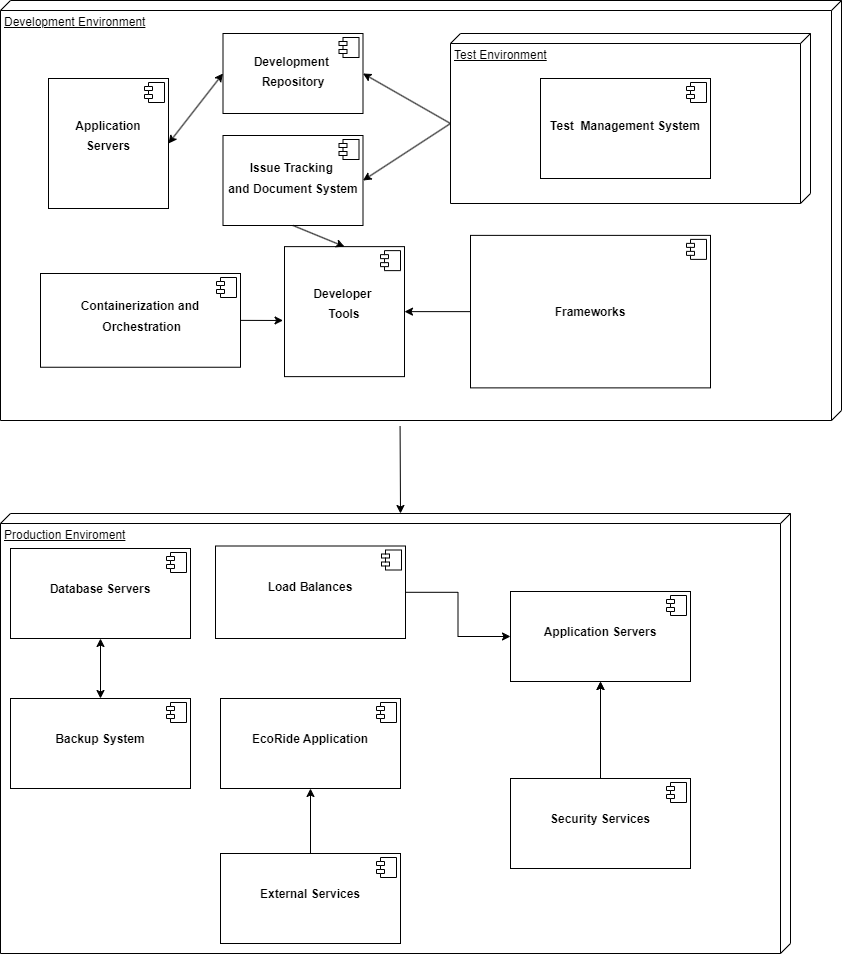 Development Environment
Development
Repository
Test Environment
Application
Servers
Test Management System
Issue Tracking
and Document System
Containerization and
Orchestration
Developer
Tools
Frameworks
Production Enviroment
Database Servers
Load Balances
Application Servers
Backup System
EcoRide Application
Security Services
External Services